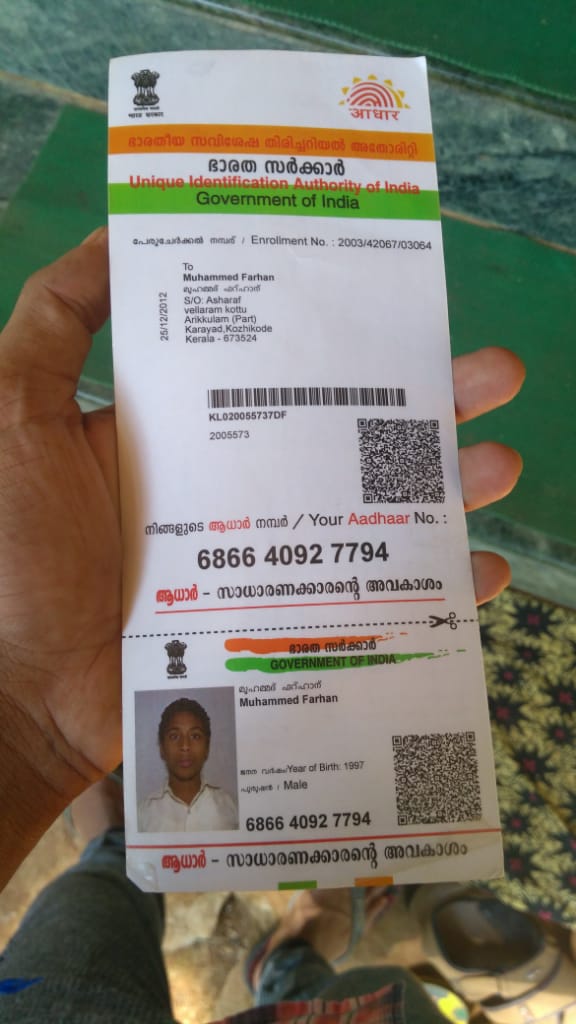 भारत सरकार
आधार
ഭാരതീയ സവിശേഷ തിരിച്ചറിയൽ അതോരിറ്റി
ഭാരത സർക്കാർ
Unique Identification Authority of India
Government of India
പേരുചേർക്കൽ നമ്പര് / Enrollment No. : 2003/42067/03064
25/12/2012
To
Muhammed Farhan
മുഹമ്മദ് ഫറ്ഹാന്
S/O: Asharaf
vellaram kottu
Arikkulam (Part)
Karayad,Kozhikode
Kerala - 673524
KL020055737DF
2005573
നിങ്ങളുടെ ആധാർ നമ്പർ / Your Aadhaar No. :
6866 4092 7794
ആധാർ - സാധാരണക്കാരന്റെ അവകാശം
ഭാരത സർക്കാർ
GOVERNMENT OF INDIA
മുഹമ്മദ് ഫറ്ഹാന്
Muhammed Farhan
ജനന വർഷം/Year of Birth: 1997
പുരുഷൻ / Male
6866 4092 7794
ആധാർ - സാധാരണക്കാരന്റെ അവകാശം